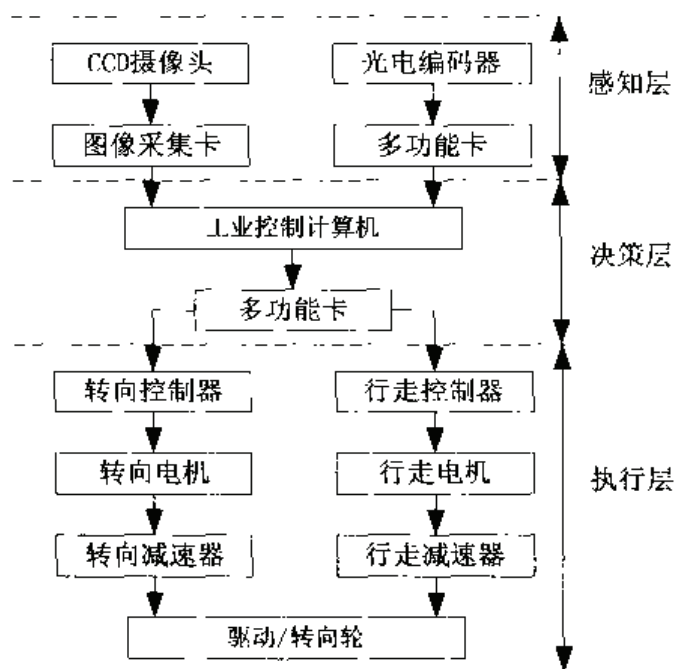 CCD摄像头
光电编码器
感知层
图像采集卡
多功能卡
工业控制计算机
决策层
多功能卡
转向控制器
行走控制器
转向电机
行走电机
执行层
转向减速器
行走减速器
驱动/转向轮